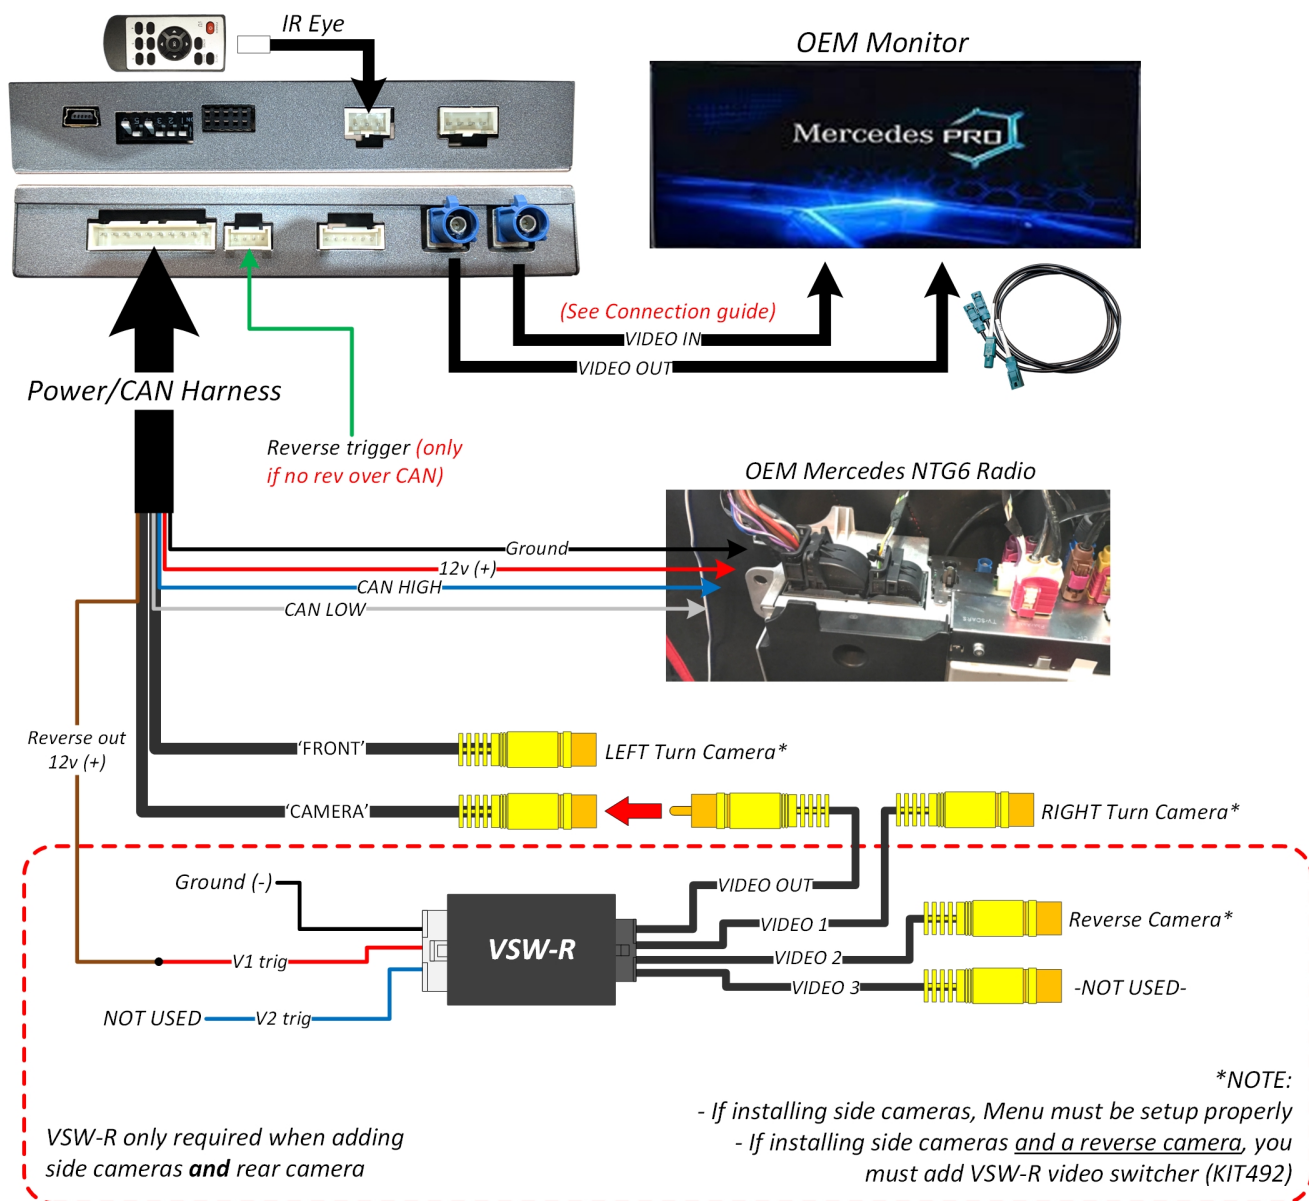 IR Eye
OEM Monitor
Mercedes PRO
(See Connection guide)
VIDEO IN
VIDEO OUT
Power/CAN Harness
Reverse trigger (only
if no rev over CAN)
OEM Mercedes NTG6 Radio
Ground
12v (+)
CAN HIGH
CAN LOW
Reverse out
12v (+)
'FRONT'
LEFT Turn Camera*
'CAMERA'
RIGHT Turn Camera*
Ground (-)
VIDEO OUT
VSW-R
VIDEO 1
Reverse Camera*
V1 trig
VIDEO 2
VIDEO 3
-NOT USED-
NOT USED
V2 trig
*NOTE:
- If installing side cameras, Menu must be setup properly
- If installing side cameras and a reverse camera, you
must add VSW-R video switcher (KIT492)
VSW-R only required when adding
side cameras and rear camera